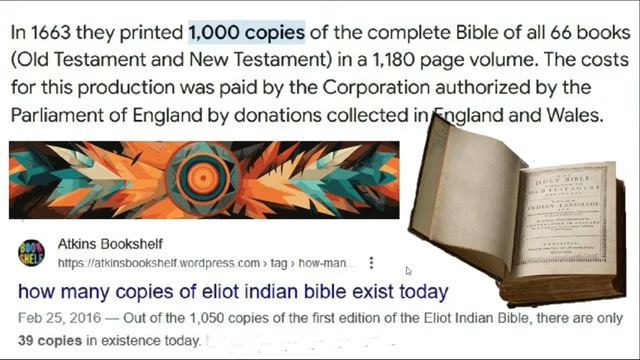 In 1663 they printed 1,000 copies of the complete Bible of all 66 books
(Old Testament and New Testament) in a 1,180 page volume. The costs
for this production was paid by the Corporation authorized by the
Parliament of England by donations collected in England and Wales.
BOOK
SHELF
Atkins Bookshelf
https://atkinsbookshelf.wordpress.com › tag › how-man...
how many copies of eliot indian bible exist today
Feb 25, 2016 — Out of the 1,050 copies of the first edition of the Eliot Indian Bible, there are only
39 copies in existence today.
HOLY BIBLE
OLD TESTAMENT
INDIAN LANGUAGE